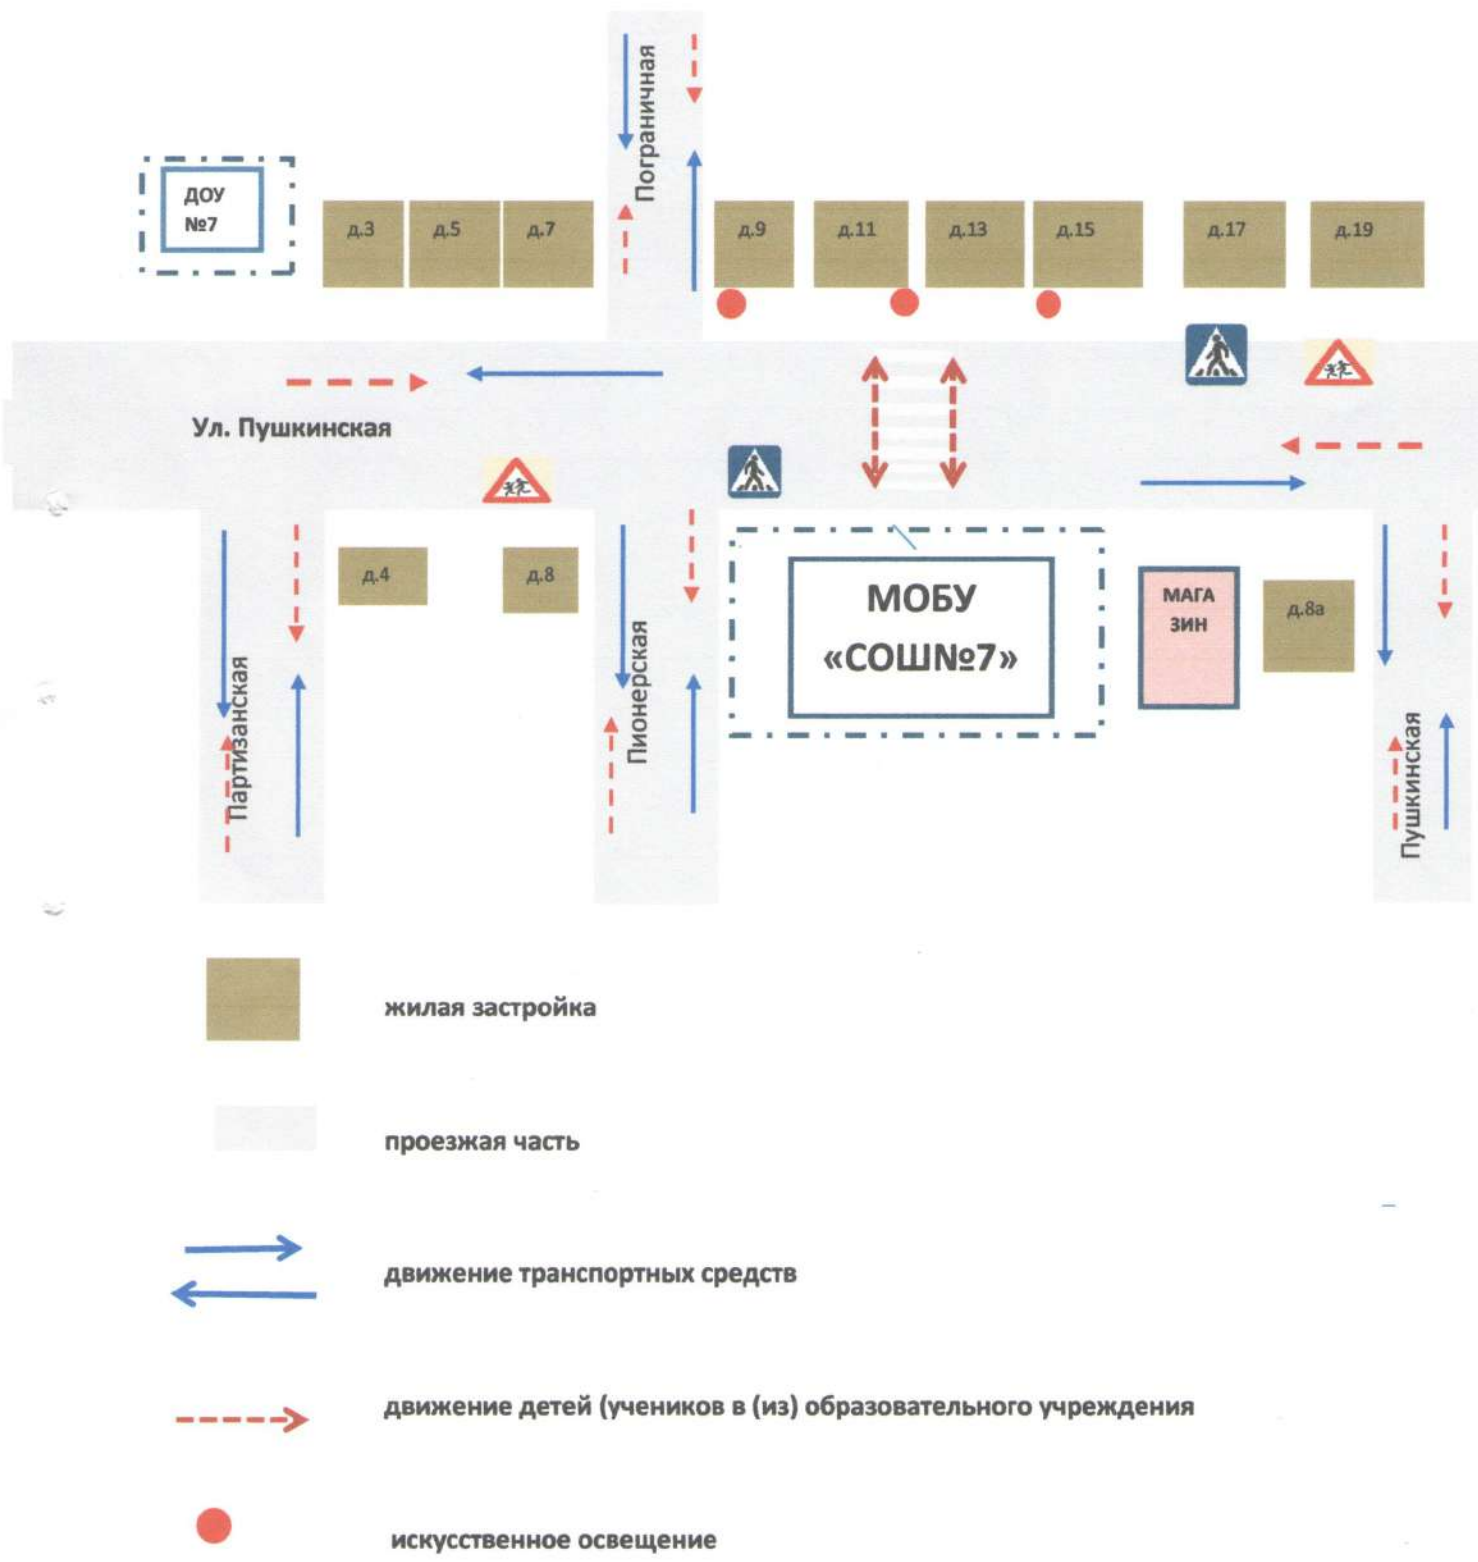 Пограничная
ДОУ
№7
д.3
д.5
д.7
д.9
д.11
д.13
д.15
д.17
д.19
Ул. Пушкинская
д.4
д.8
МОБУ
«СОШ№7»
МАГА
ЗИН
д.8а
Партизанская
Пионерская
Пушкинская
жилая застройка
проезжая часть
движение транспортных средств
движение детей (учеников в (из) образовательного учреждения
искусственное освещение